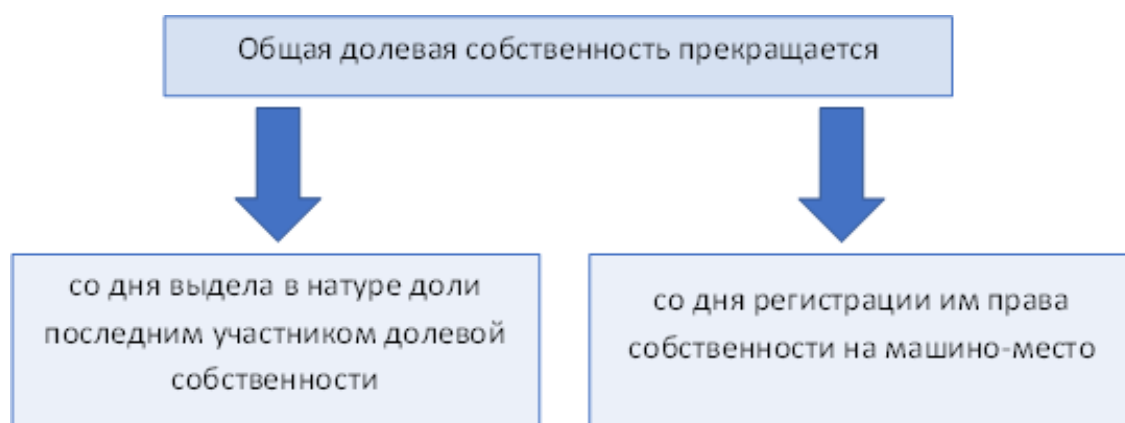 Общая долевая собственность прекращается
со дня выдела в натуре доли
последним участником долевой
собственности
со дня регистрации им права
собственности на машино-место